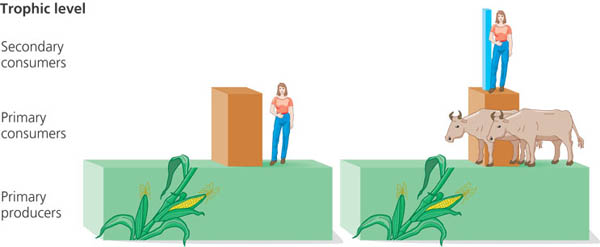 Trophic level
Secondary
consumers
Primary
consumers
Primary
producers